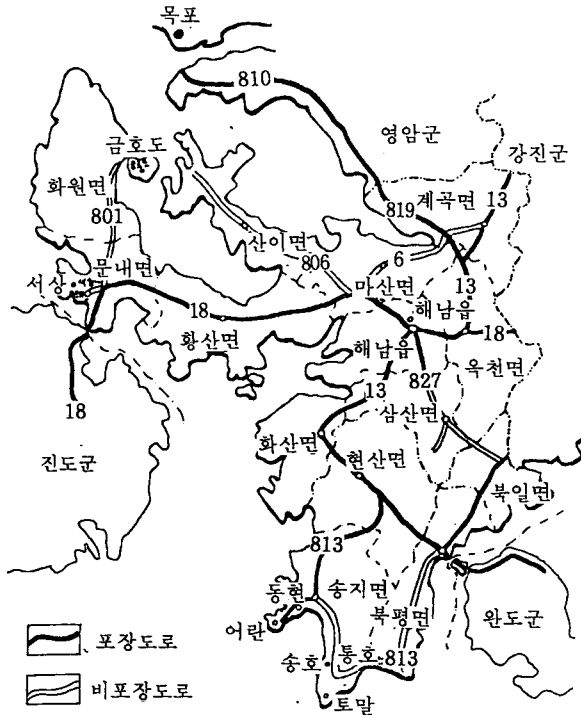 목포
810
영암군
강진군
금호도
화원면
계곡면
13
801
819
산이면
6
806
문내면
서상
마산면
13
해남읍
18
황산면
18
해남읍
옥천면
827
13
18
삼산면
진도군
화산면
현산면
북일면
813
송지면
동현
북평면
어란
완도군
송호
통호
813
토말
포장도로
비포장도로